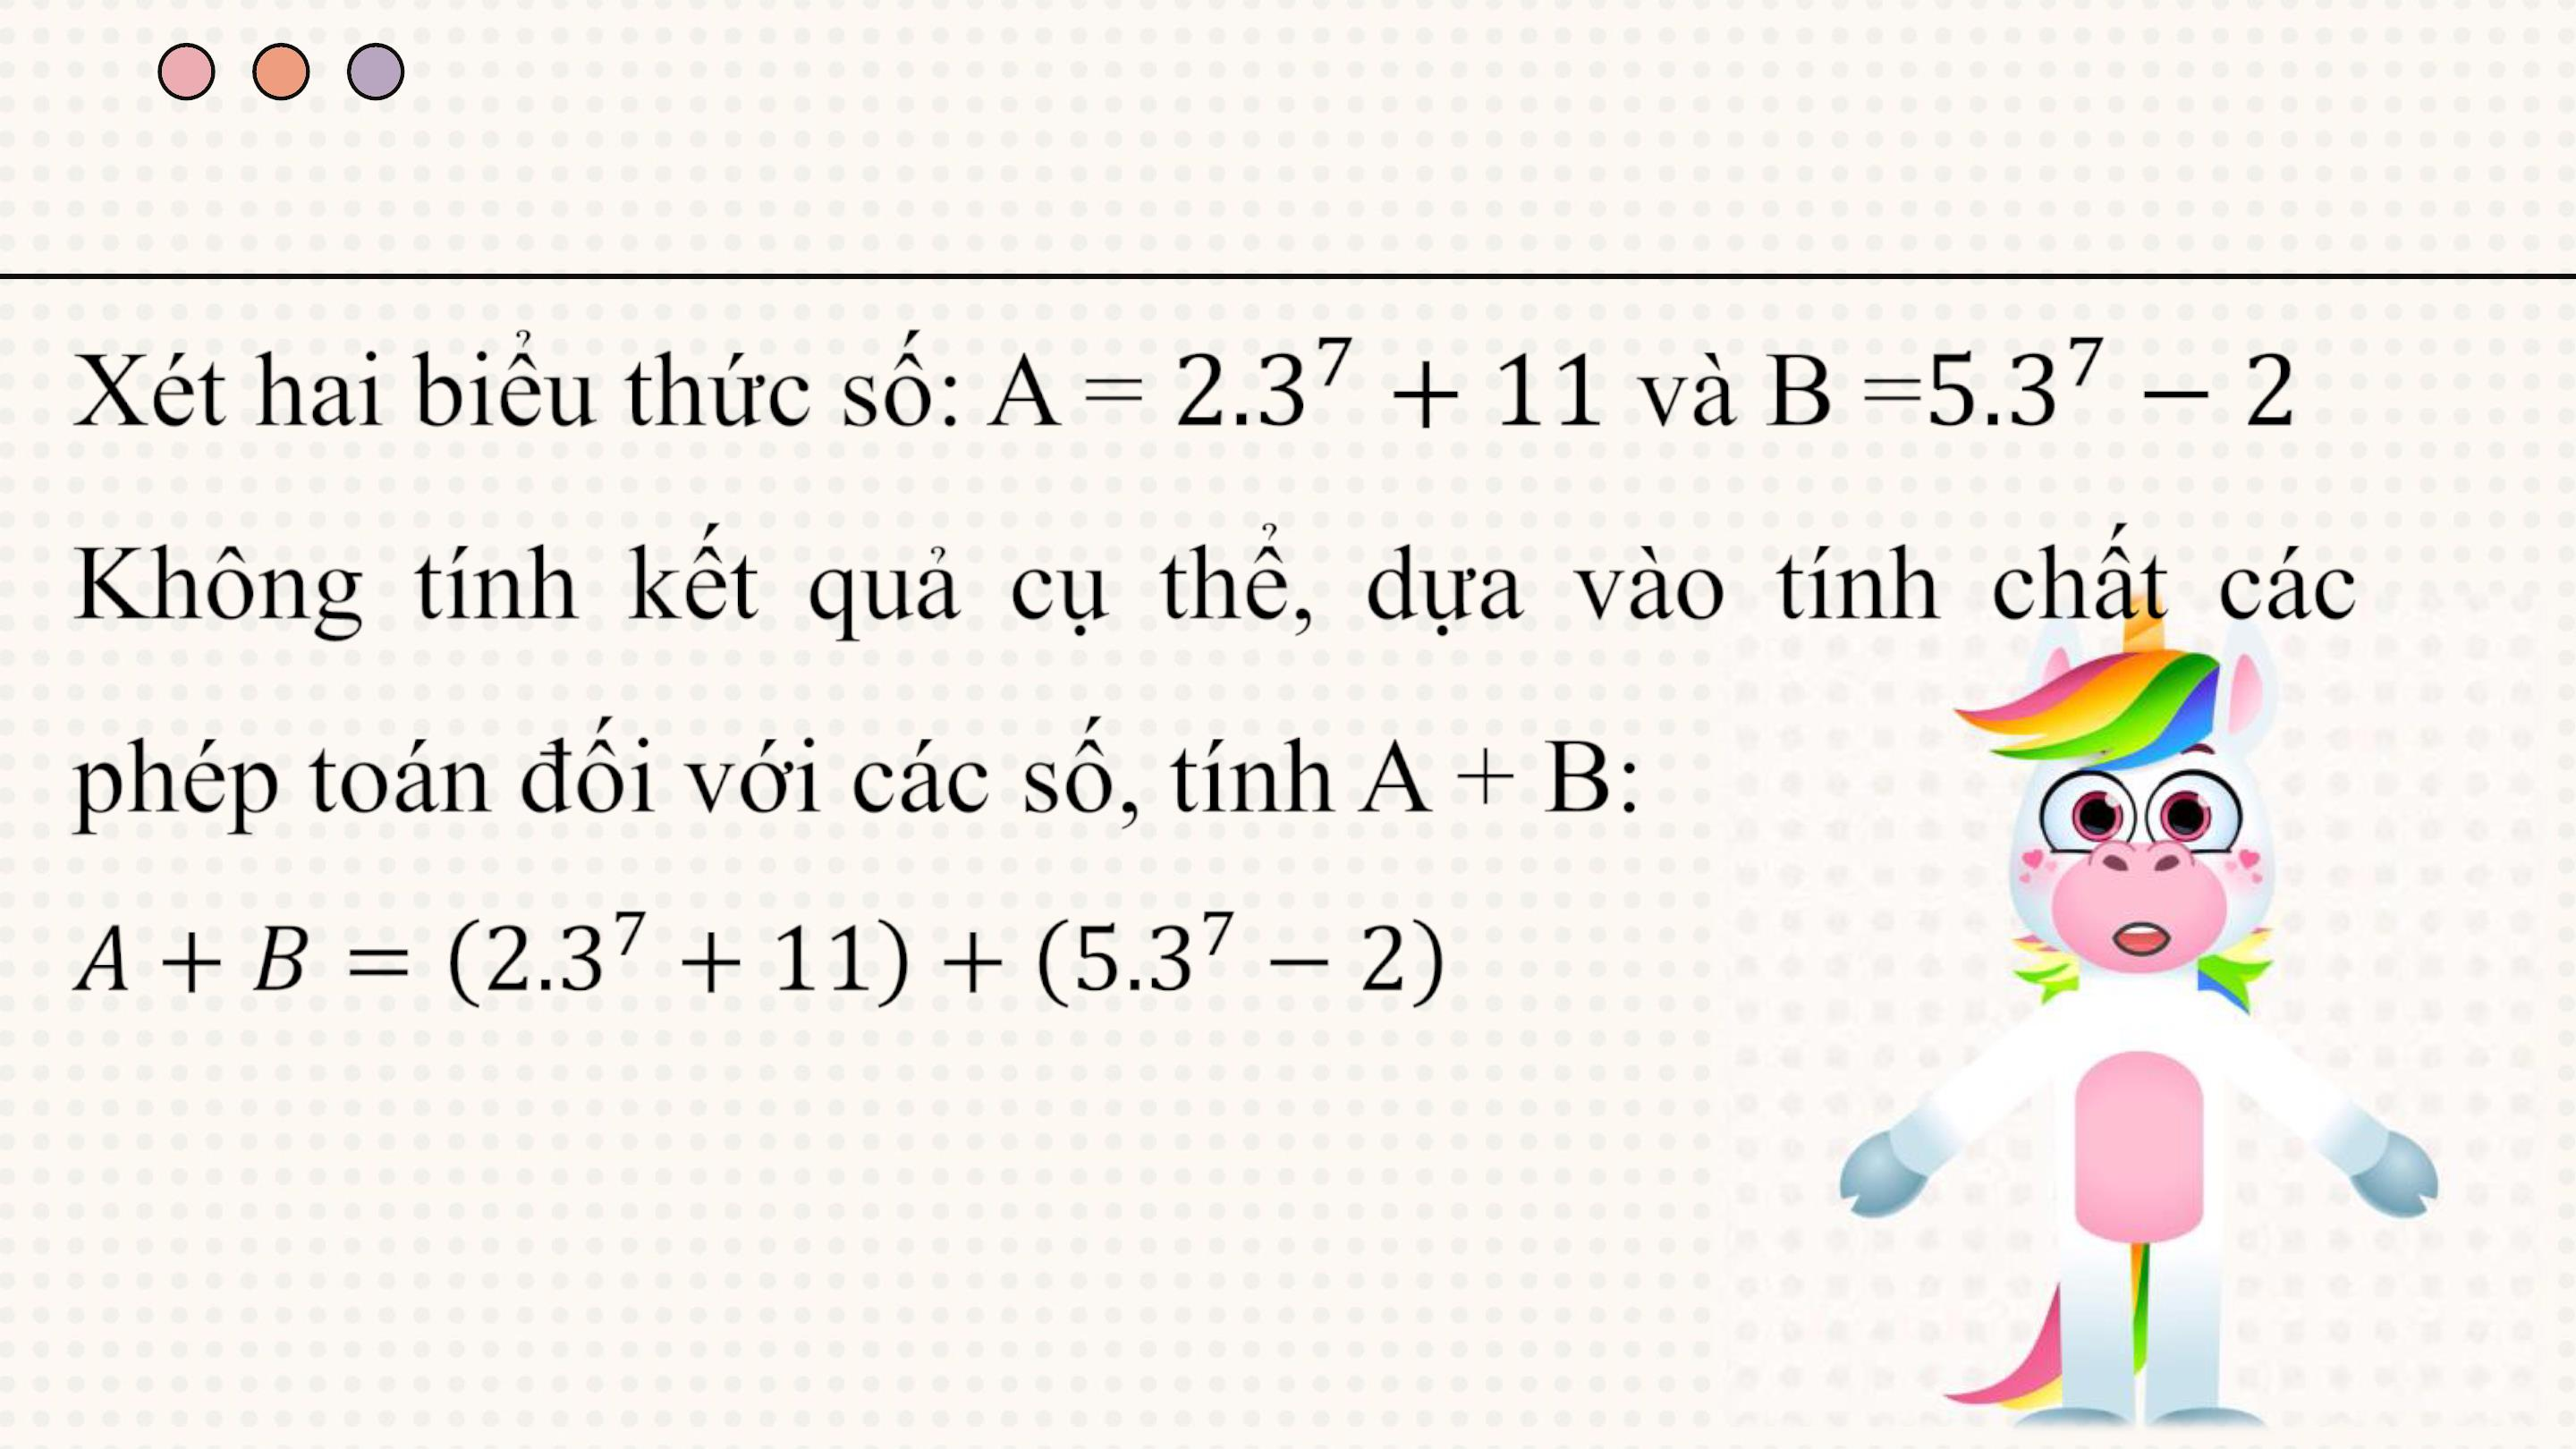 Xét hai biểu thức số: A = 2.3⁷ + 11 và B =5.3⁷ − 2
Không tính kết quả cụ thể, dựa vào tính chất các
phép toán đối với các số, tính A + B:
A + B = (2.3⁷ + 11) + (5.3⁷ − 2)